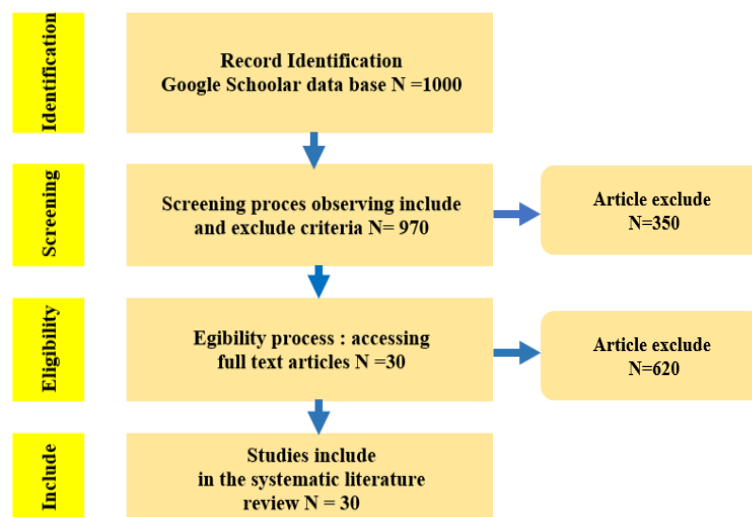 Identification
Record Identification
Google Schoolar data base N =1000
Screening
Screening proces observing include
and exclude criteria N= 970
Article exclude
N=350
Eligibility
Egibility process : accessing
full text articles N =30
Article exclude
N=620
Include
Studies include
in the systematic literature
review N = 30